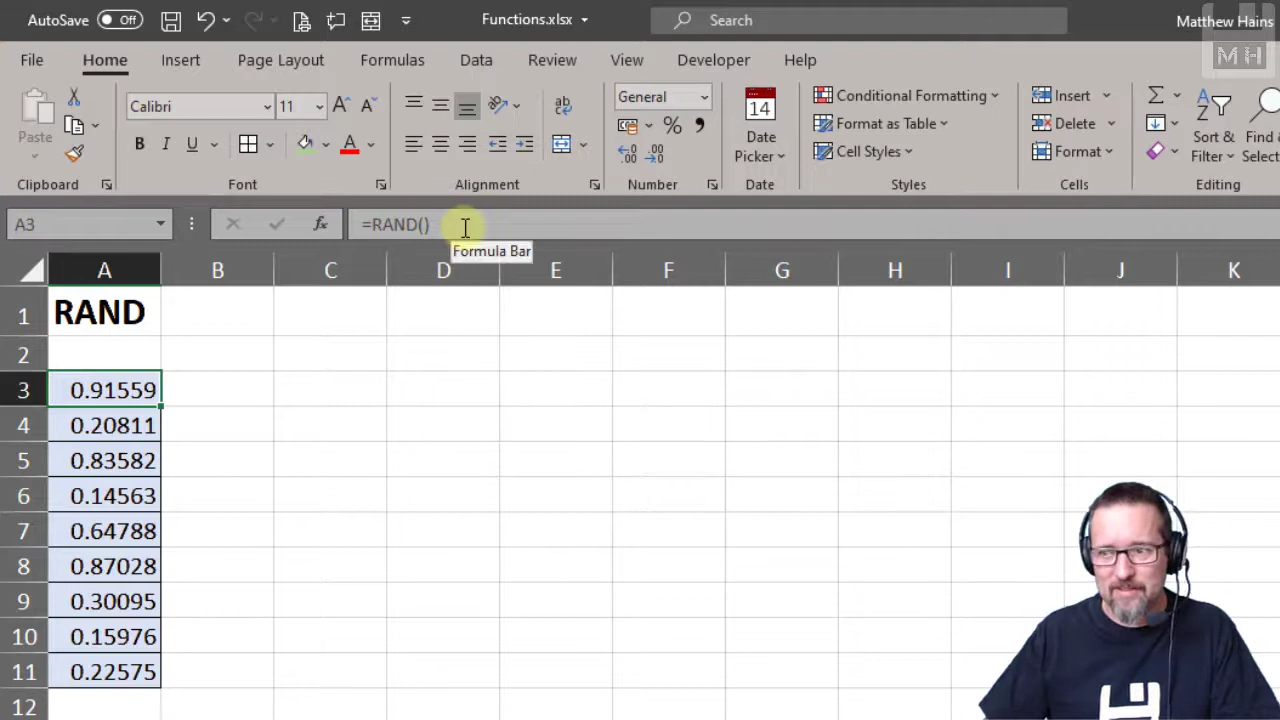 AutoSave Off Functions.xlsx Search Matthew Hains
MH
File Home Insert Page Layout Formulas Data Review View Developer Help
Paste Calibri 11 General 14 Conditional Formatting Insert
B I U Date Picker Format as Table Delete Sort & Filter
Cell Styles Format
Clipboard Font Alignment Number Date Styles Cells Editing
A3 fx =RAND()
Formula Bar
A B C D E F G H I J K
1 RAND
2
3 0.91559
4 0.20811
5 0.83582
6 0.14563
7 0.64788
8 0.87028
9 0.30095
10 0.15976
11 0.22575
12